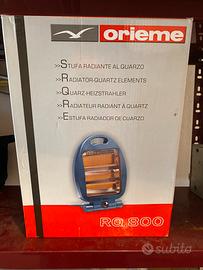 orieme
>>STUFA RADIANTE AL QUARZO
>>RADIATOR QUARTZ ELEMENTS
>>QUARZ-HEIZSTRAHLER
>>RADIATEUR RADIANT À QUARTZ
>>ESTUFA RADIADOR DE CUARZO
RQ 800
subito